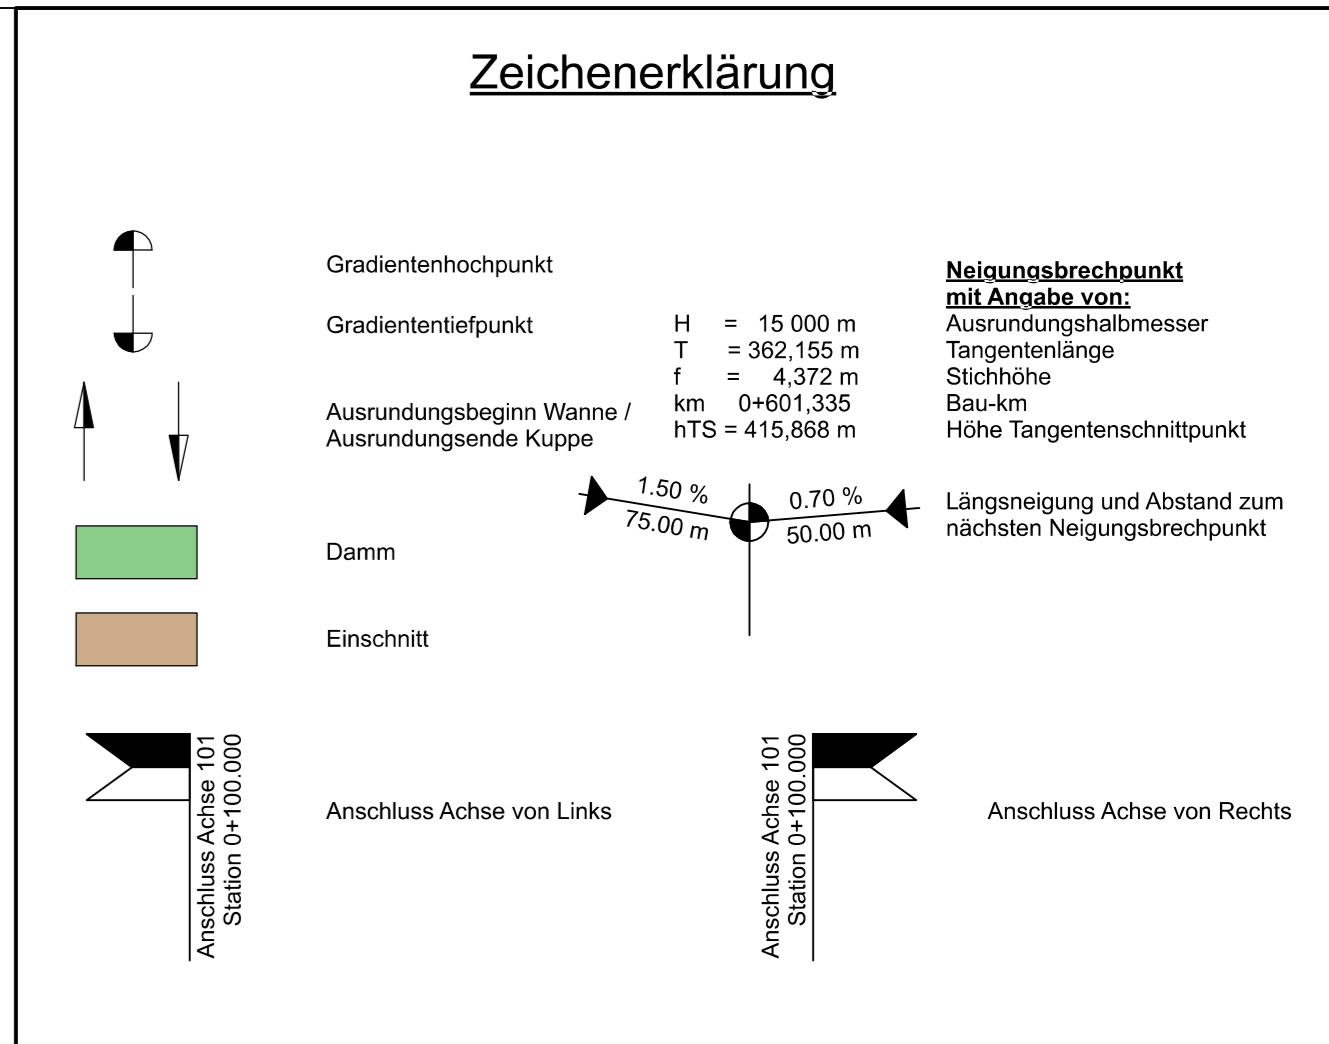 Zeichenerklärung
Gradientenhochpunkt
Gradiententiefpunkt
Ausrundungsbeginn Wanne /
Ausrundungsende Kuppe
Damm
Einschnitt
Neigungsbrechpunkt
mit Angabe von:
H = 15 000 m Ausrundungshalbmesser
T = 362,155 m Tangentenlänge
f = 4,372 m Stichhöhe
km 0+601,335 Bau-km
hTS = 415,868 m Höhe Tangentenschnittpunkt
1.50 %
75.00 m
0.70 %
50.00 m
Längsneigung und Abstand zum
nächsten Neigungsbrechpunkt
Anschluss Achse 101
Station 0+100.000
Anschluss Achse von Links
Anschluss Achse 101
Station 0+100.000
Anschluss Achse von Rechts